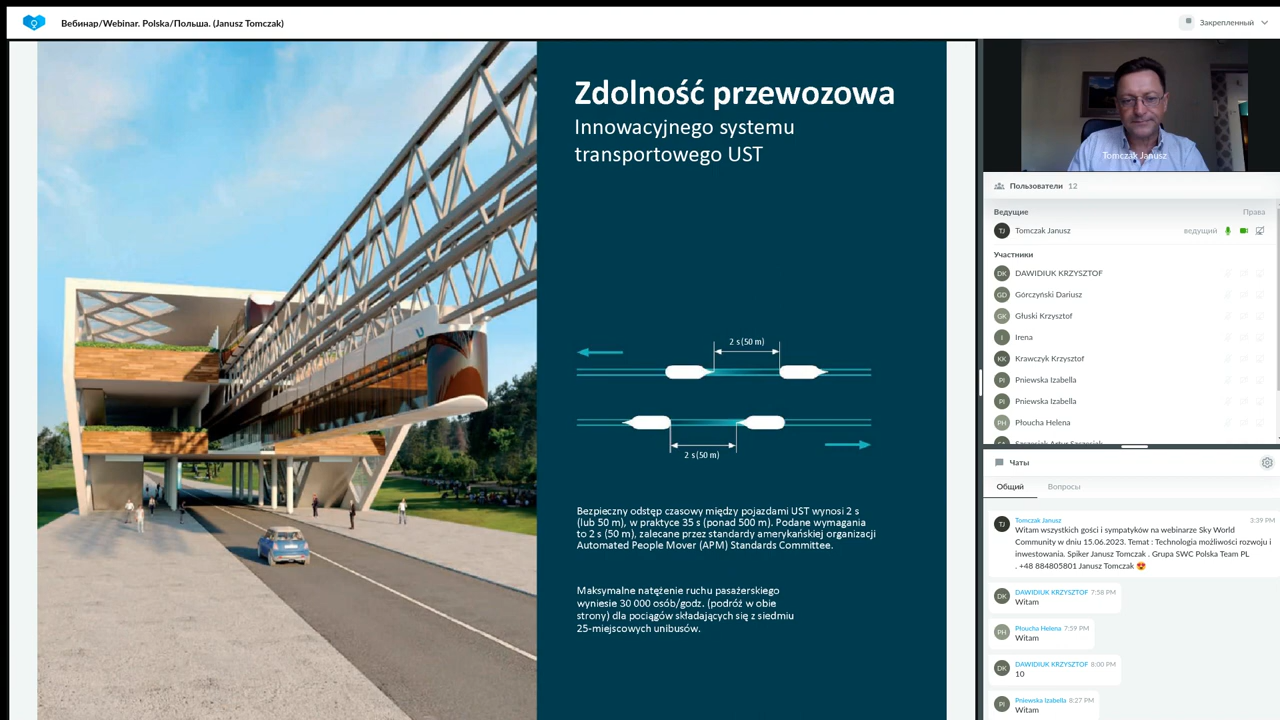 Вебинар/Webinar. Polska/Польша. (Janusz Tomczak)
Закрепленный
Zdolność przewozowa
Innowacyjnego systemu
transportowego UST
2 s (50 m)
2 s (50 m)
Bezpieczny odstęp czasowy między pojazdami UST wynosi 2 s
(lub 50 m), w praktyce 35 s (ponad 500 m). Podane wymagania
to 2 s (50 m), zalecane przez standardy amerykańskiej organizacji
Automated People Mover (APM) Standards Committee.
Maksymalne natężenie ruchu pasażerskiego
wyniesie 30 000 osób/godz. (podróż w obie
strony) dla pociągów składających się z siedmiu
25-miejscowych unibusów.
Tomczak Janusz
Пользователи 12
Ведущие Права
TJ Tomczak Janusz ведущий
Участники
DK DAWIDIUK KRZYSZTOF
GD Górczyński Dariusz
GK Głuski Krzysztof
I Irena
KK Krawczyk Krzysztof
PI Pniewska Izabella
PI Pniewska Izabella
PH Płoucha Helena
Чаты
Общий Вопросы
TJ Tomczak Janusz 3:39 PM
Witam wszystkich gości i sympatyków na webinarze Sky World
Community w dniu 15.06.2023. Temat : Technologia możliwości rozwoju i
inwestowania. Spiker Janusz Tomczak . Grupa SWC Polska Team PL
. +48 884805801 Janusz Tomczak 😍
DK DAWIDIUK KRZYSZTOF 7:58 PM
Witam
PH Płoucha Helena 7:59 PM
Witam
DK DAWIDIUK KRZYSZTOF 8:00 PM
10
PI Pniewska Izabella 8:27 PM
Witam